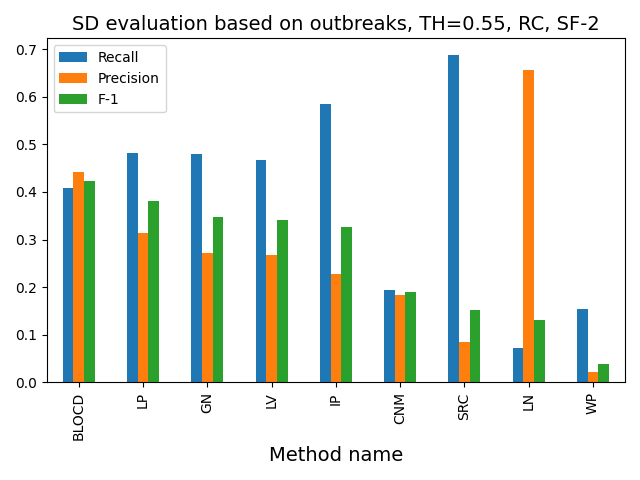 SD evaluation based on outbreaks, TH=0.55, RC, SF-2
Recall
Precision
F-1
0.7
0.6
0.5
0.4
0.3
0.2
0.1
0.0
BLOCD
LP
GN
LV
IP
CNM
SRC
LN
WP
Method name